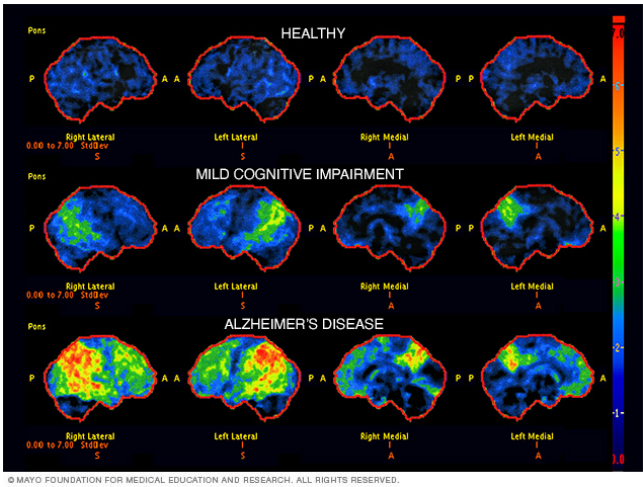 HEALTHY
Pons
P A A P A P P A
Right Lateral Left Lateral Right Medial Left Medial
0.00 to 7.00 StdDev
S S A A
MILD COGNITIVE IMPAIRMENT
Pons
P A A P A P P A
Right Lateral Left Lateral Right Medial Left Medial
0.00 to 7.00 StdDev
S S A A
ALZHEIMER'S DISEASE
Pons
P A A P A P P A
Right Lateral Left Lateral Right Medial Left Medial
0.00 to 7.00 StdDev
S S A A
7.0
6
5
4
3
2
1
0.0
© MAYO FOUNDATION FOR MEDICAL EDUCATION AND RESEARCH. ALL RIGHTS RESERVED.